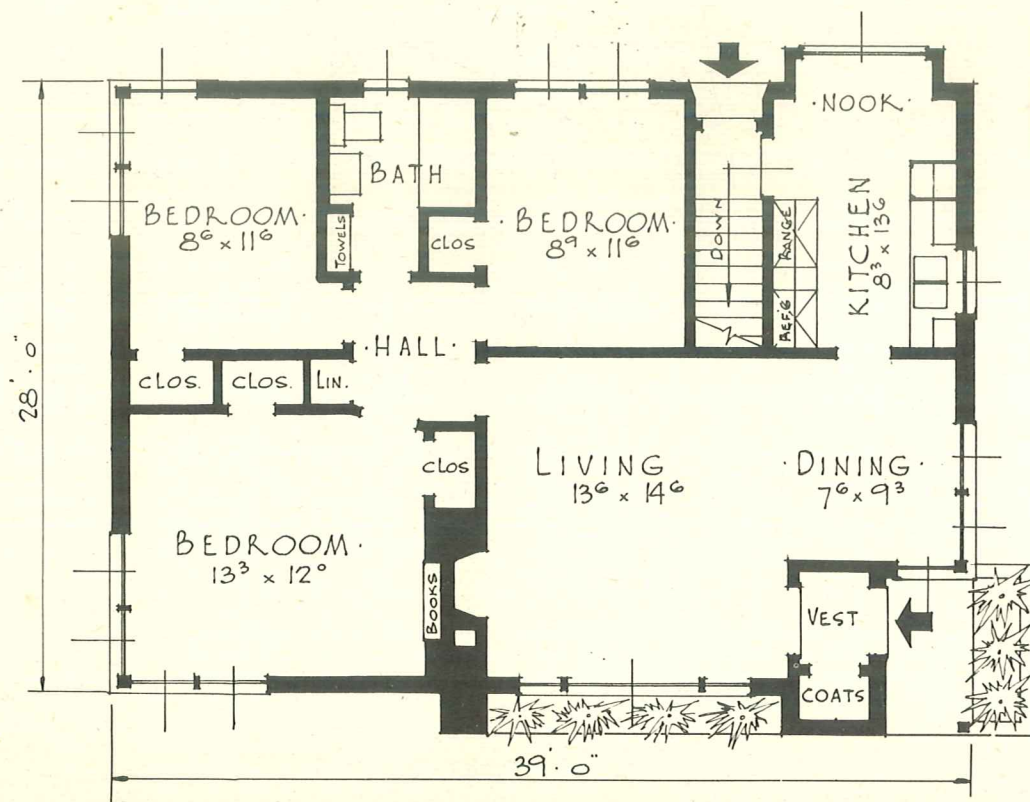 ·NOOK·
BATH
BEDROOM·
8⁶ x 11⁶
TOWELS
CLOS
·BEDROOM·
8⁹ x 11⁶
DOWN
RANGE
REF'G
KITCHEN
8³ x 13⁶
·HALL·
CLOS.
CLOS.
LIN.
28'.0"
CLOS
LIVING
13⁶ x 14⁶
·DINING·
7⁶ x 9³
BEDROOM·
13³ x 12⁰
BOOKS
VEST
COATS
39'.0"